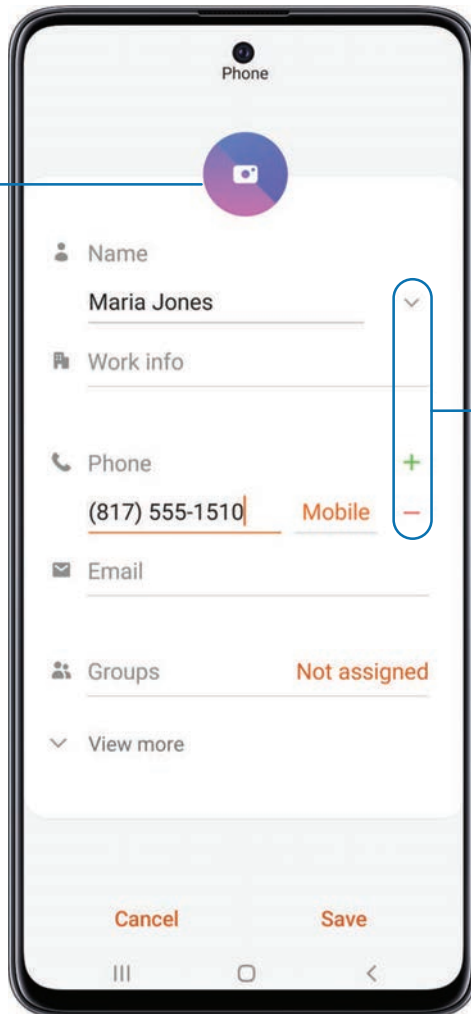 Phone
Name
Maria Jones
Work info
Phone
(817) 555-1510 Mobile
Email
Groups Not assigned
View more
Cancel Save